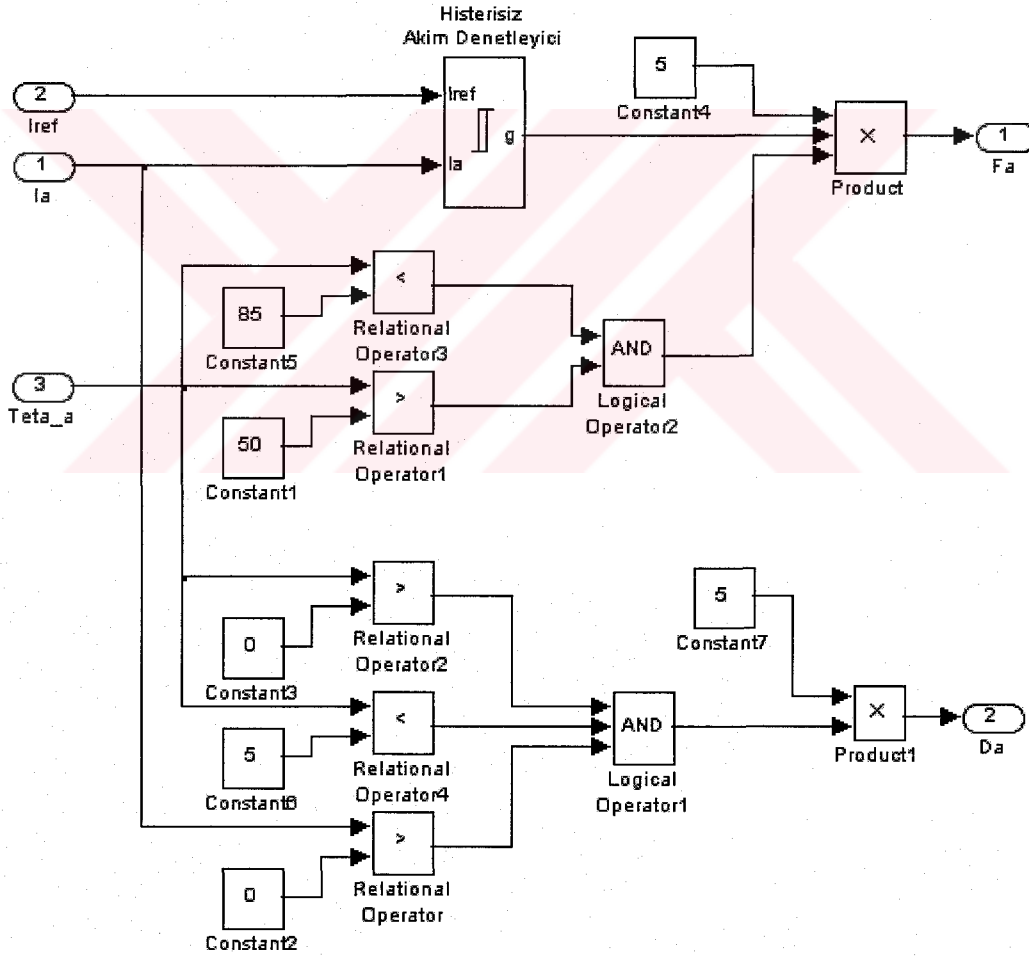 Histerisiz
Akim Denetleyici
5
Constant4
2
Iref
Iref
g
Ia
1
Ia
×
Product
1
Fa
<
85
Constant5
Relational
Operator3
AND
Logical
Operator2
3
Teta_a
>
50
Constant1
Relational
Operator1
>
0
Constant3
Relational
Operator2
5
Constant7
<
5
Constant6
Relational
Operator4
AND
Logical
Operator1
×
Product1
2
Da
>
0
Constant2
Relational
Operator